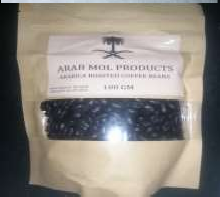 ARAB MOL PRODUCTS
ARABICA ROASTED COFFEE BEANS
100 GM